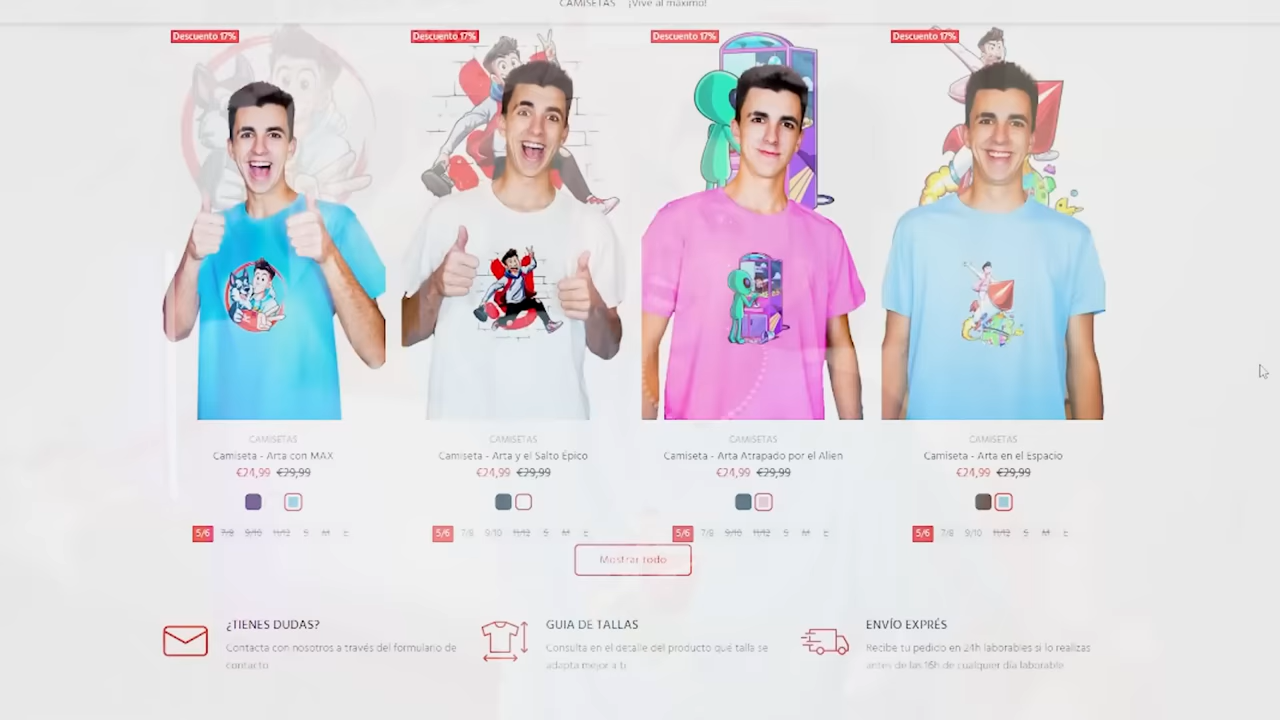 CAMISETAS ¡Vive al máximo!
Descuento 17% Descuento 17% Descuento 17% Descuento 17%
CAMISETAS CAMISETAS CAMISETAS CAMISETAS
Camiseta - Arta con MAX Camiseta - Arta y el Salto Épico Camiseta - Arta Atrapado por el Alien Camiseta - Arta en el Espacio
€24,99 €29,99 €24,99 €29,99 €24,99 €29,99 €24,99 €29,99
5/6 7/8 9/10 11/12 S M L 5/6 7/8 9/10 11/12 S M L 5/6 7/8 9/10 11/12 S M L 5/6 7/8 9/10 11/12 S M L
Mostrar todo
¿TIENES DUDAS? GUIA DE TALLAS ENVÍO EXPRÉS
Contacta con nosotros a través del formulario de Consulta en el detalle del producto que talla se Recibe tu pedido en 24h laborables si lo realizas
contacto. adapta mejor a ti. antes de las 16h de cualquier día laborable